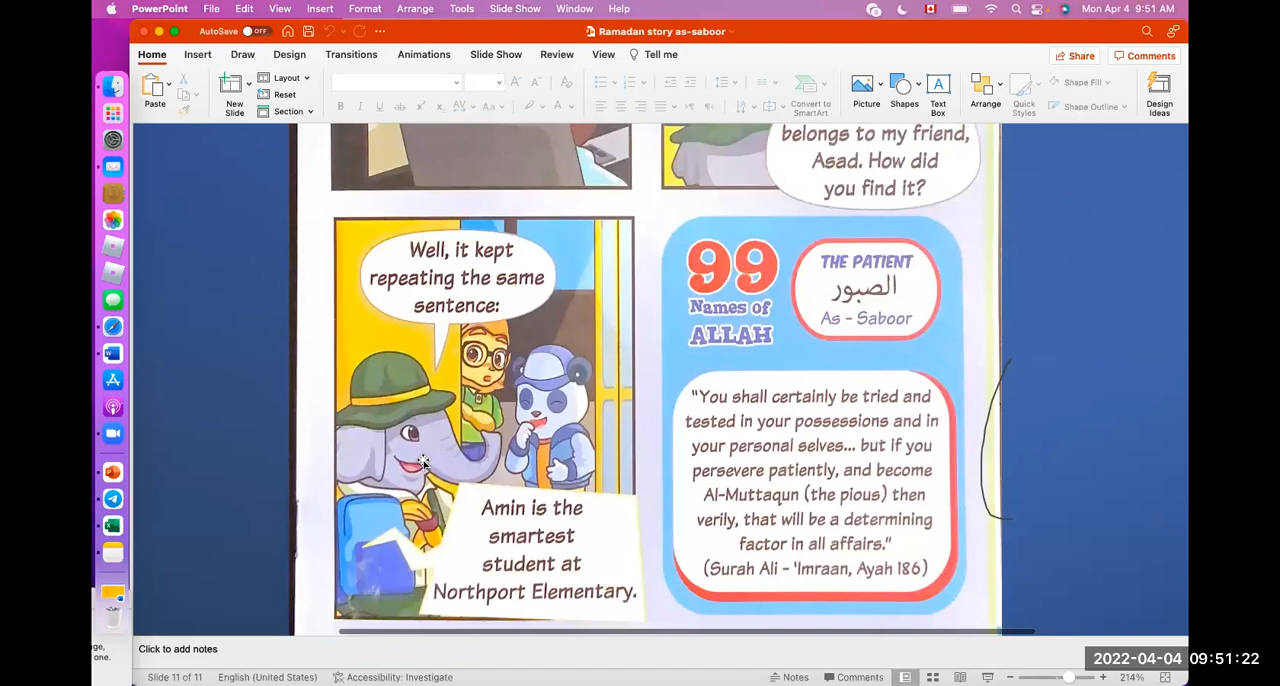 PowerPoint File Edit View Insert Format Arrange Tools Slide Show Window Help
Mon Apr 4 9:51 AM
AutoSave OFF
Ramadan story as-saboor
Home Insert Draw Design Transitions Animations Slide Show Review View Tell me
Share Comments
Paste
New
Slide
Layout
Reset
Section
Convert to
SmartArt
Picture
Shapes
Text
Box
Arrange
Quick
Styles
Shape Fill
Shape Outline
Design
Ideas
belongs to my friend,
Asad. How did
you find it?
Well, it kept
repeating the same
sentence:
Amin is the
smartest
student at
Northport Elementary.
99
Names of
ALLAH
THE PATIENT
الصبور
As - Saboor
"You shall certainly be tried and
tested in your possessions and in
your personal selves... but if you
persevere patiently, and become
Al-Muttaqun (the pious) then
verily, that will be a determining
factor in all affairs."
(Surah Ali - 'Imraan, Ayah 186)
ge,
one.
Click to add notes
2022-04-04 09:51:22
Slide 11 of 11 English (United States) Accessibility: Investigate
Notes Comments 214%